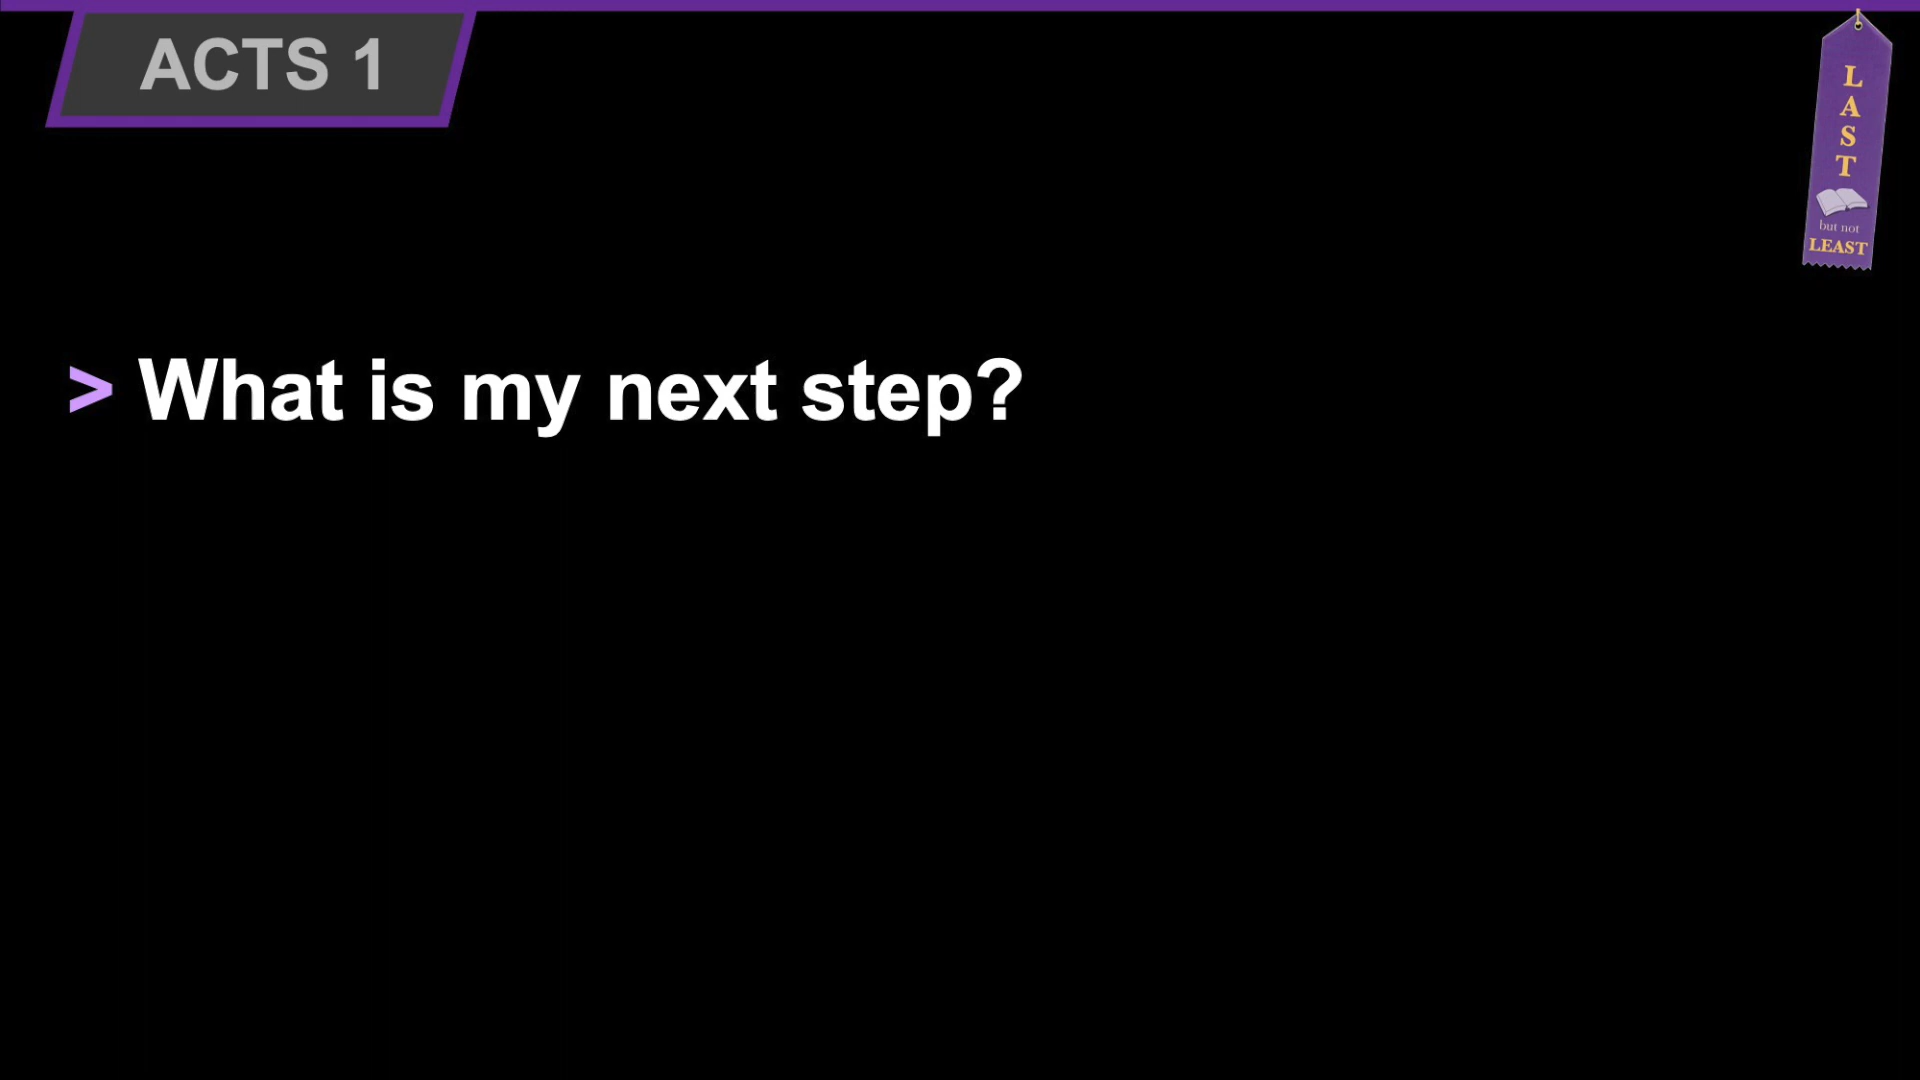 ACTS 1
L
A
S
T
but not
LEAST
> What is my next step?